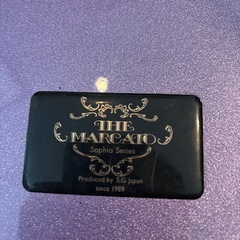 THE
MARCATO
Sophia Series
Produced by S.G Japan
since 1989